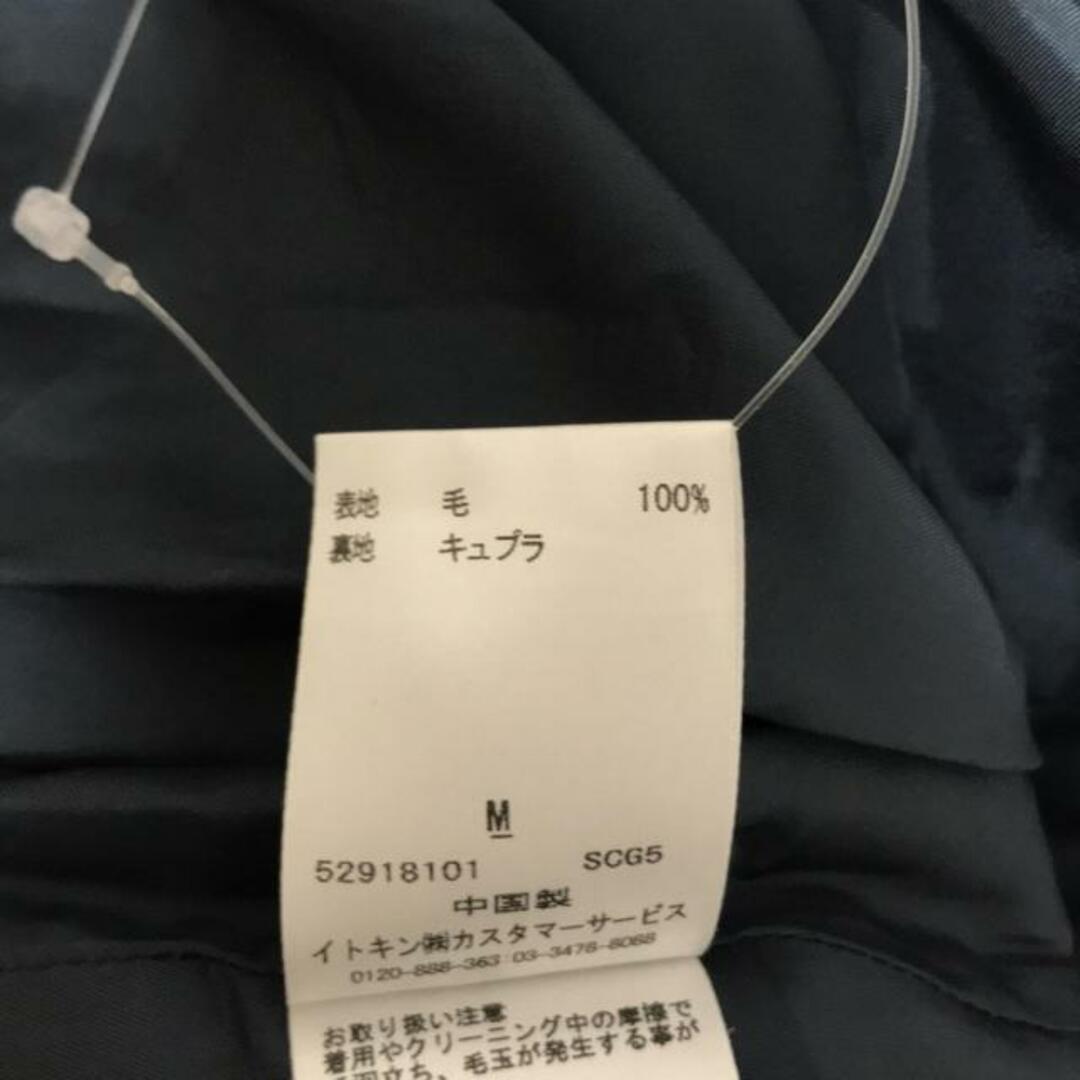 表地 毛 100%
裏地 キュプラ
M
52918101 SCG5
中国製
イトキン㈱カスタマーサービス
0120-888-363 03-3478-8088
お取り扱い注意
着用やクリーニング中の摩擦で
立ち、毛玉が発生する事が